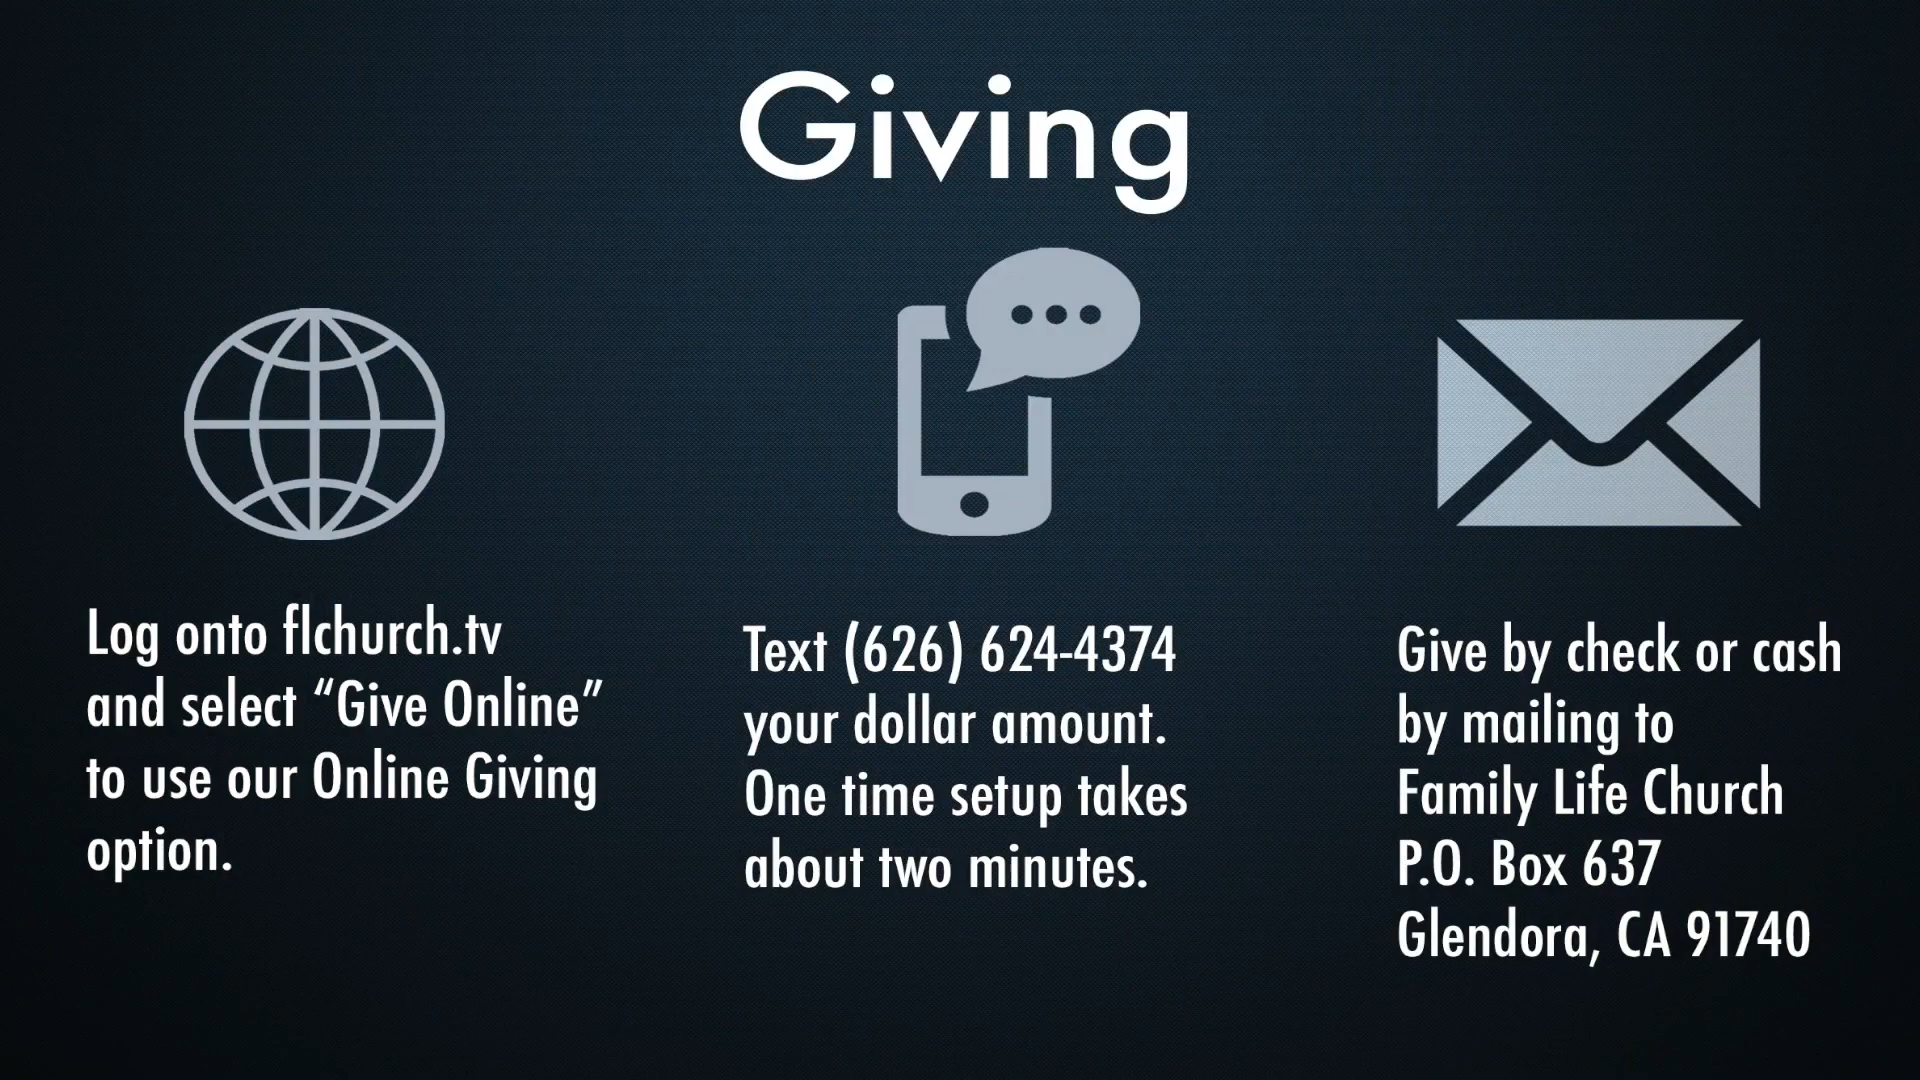 Giving
Log onto flchurch.tv
and select “Give Online”
to use our Online Giving
option.
Text (626) 624-4374
your dollar amount.
One time setup takes
about two minutes.
Give by check or cash
by mailing to
Family Life Church
P.O. Box 637
Glendora, CA 91740